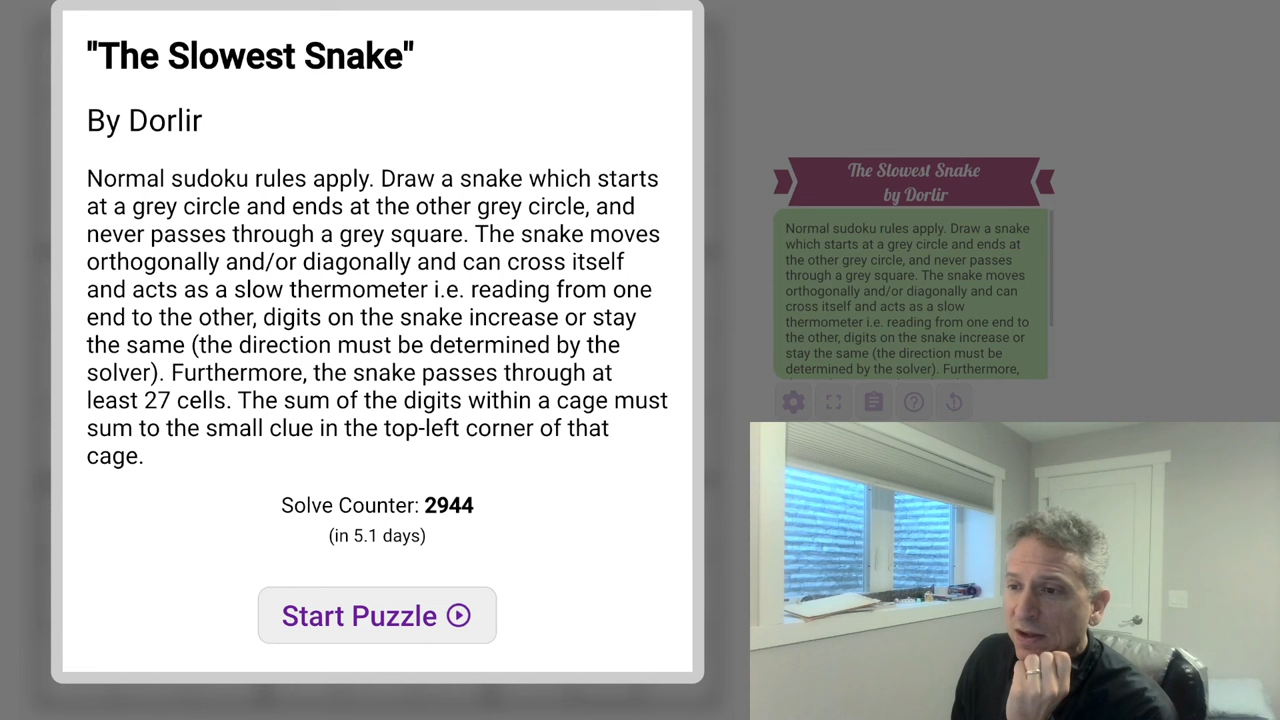 "The Slowest Snake"
By Dorlir
Normal sudoku rules apply. Draw a snake which starts
at a grey circle and ends at the other grey circle, and
never passes through a grey square. The snake moves
orthogonally and/or diagonally and can cross itself
and acts as a slow thermometer i.e. reading from one
end to the other, digits on the snake increase or stay
the same (the direction must be determined by the
solver). Furthermore, the snake passes through at
least 27 cells. The sum of the digits within a cage must
sum to the small clue in the top-left corner of that
cage.
Solve Counter: 2944
(in 5.1 days)
Start Puzzle
The Slowest Snake
by Dorlir
Normal sudoku rules apply. Draw a snake
which starts at a grey circle and ends at
the other grey circle, and never passes
through a grey square. The snake moves
orthogonally and/or diagonally and can
cross itself and acts as a slow
thermometer i.e. reading from one end to
the other, digits on the snake increase or
stay the same (the direction must be
determined by the solver). Furthermore,